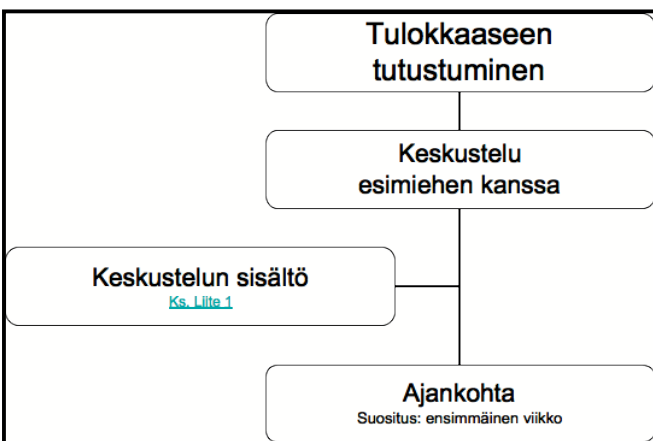 Tulokkaaseen
tutustuminen
Keskustelu
esimiehen kanssa
Keskustelun sisältö
Ks. Liite 1
Ajankohta
Suositus: ensimmäinen viikko